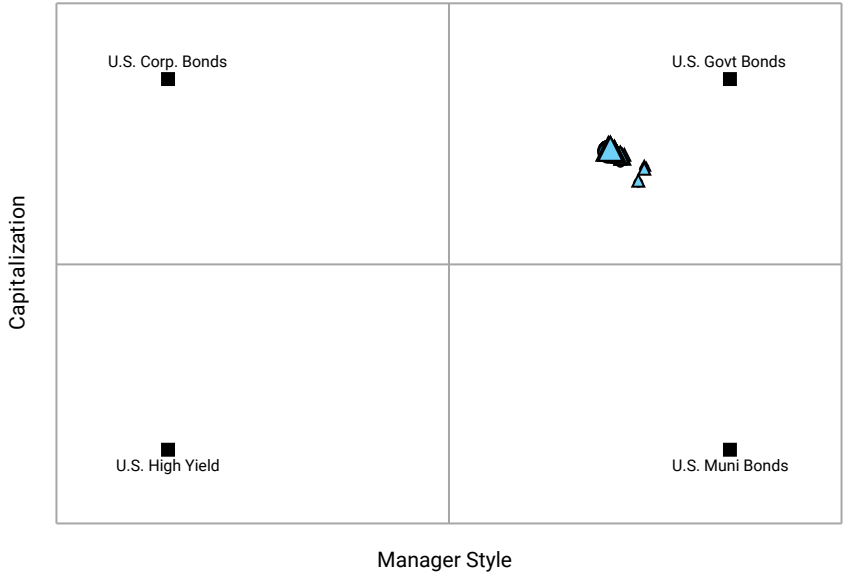 U.S. Corp. Bonds
U.S. Govt Bonds
Capitalization
U.S. High Yield
U.S. Muni Bonds
Manager Style